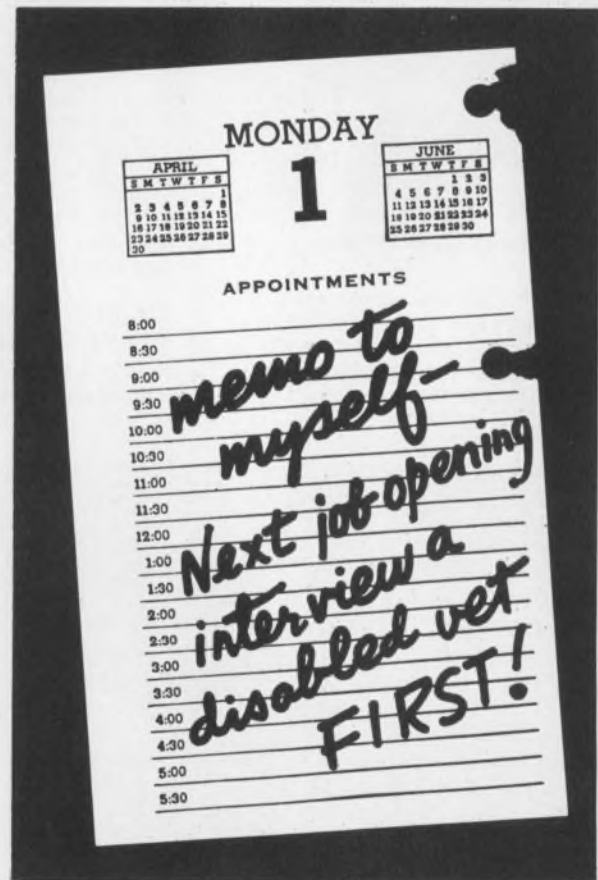 MONDAY
1
APRIL
S M T W T F S
1
2 3 4 5 6 7 8
9 10 11 12 13 14 15
16 17 18 19 20 21 22
23 24 25 26 27 28 29
30
JUNE
S M T W T F S
1 2 3
4 5 6 7 8 9 10
11 12 13 14 15 16 17
18 19 20 21 22 23 24
25 26 27 28 29 30
APPOINTMENTS
8:00
8:30
9:00
9:30
10:00
10:30
11:00
11:30
12:00
1:00
1:30
2:00
2:30
3:00
3:30
4:00
4:30
5:00
5:30
memo to
myself—
Next job opening
interview a
disabled vet
FIRST!